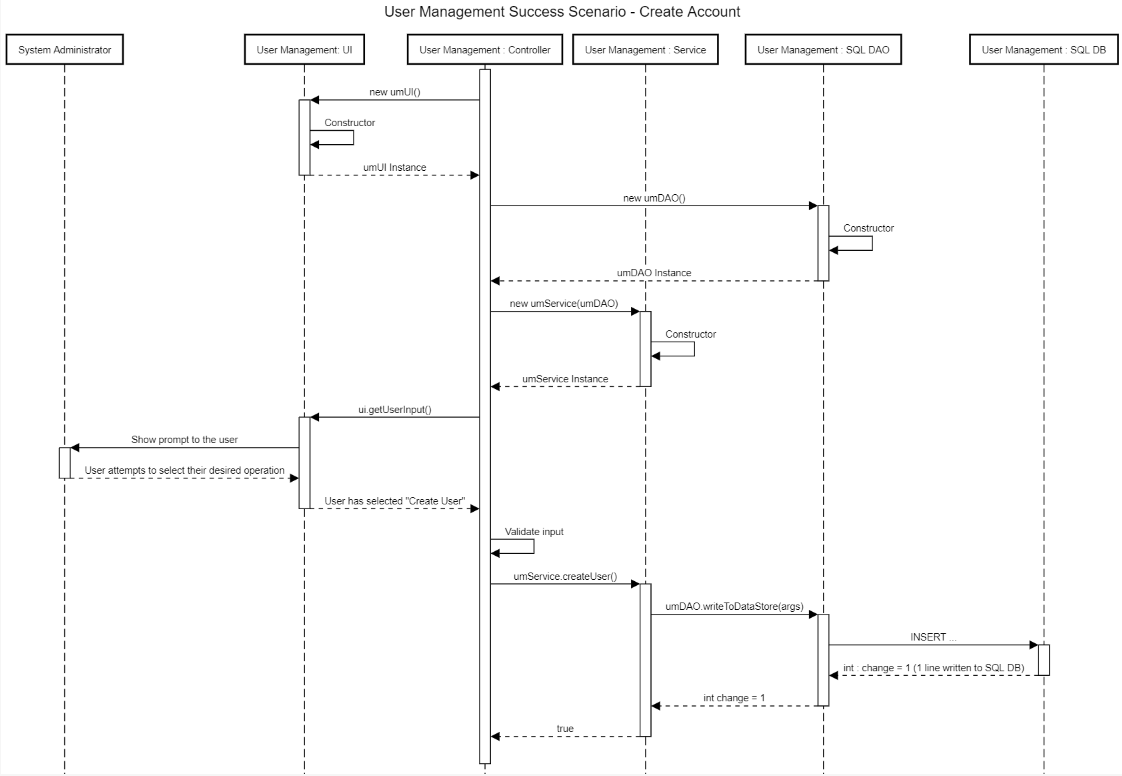 User Management Success Scenario - Create Account
System Administrator
User Management: UI
User Management : Controller
User Management : Service
User Management : SQL DAO
User Management : SQL DB
new umUI()
Constructor
umUI Instance
new umDAO()
Constructor
umDAO Instance
new umService(umDAO)
Constructor
umService Instance
ui.getUserInput()
Show prompt to the user
User attempts to select their desired operation
User has selected "Create User"
Validate input
umService.createUser()
umDAO.writeToDataStore(args)
INSERT ...
int : change = 1 (1 line written to SQL DB)
int change = 1
true